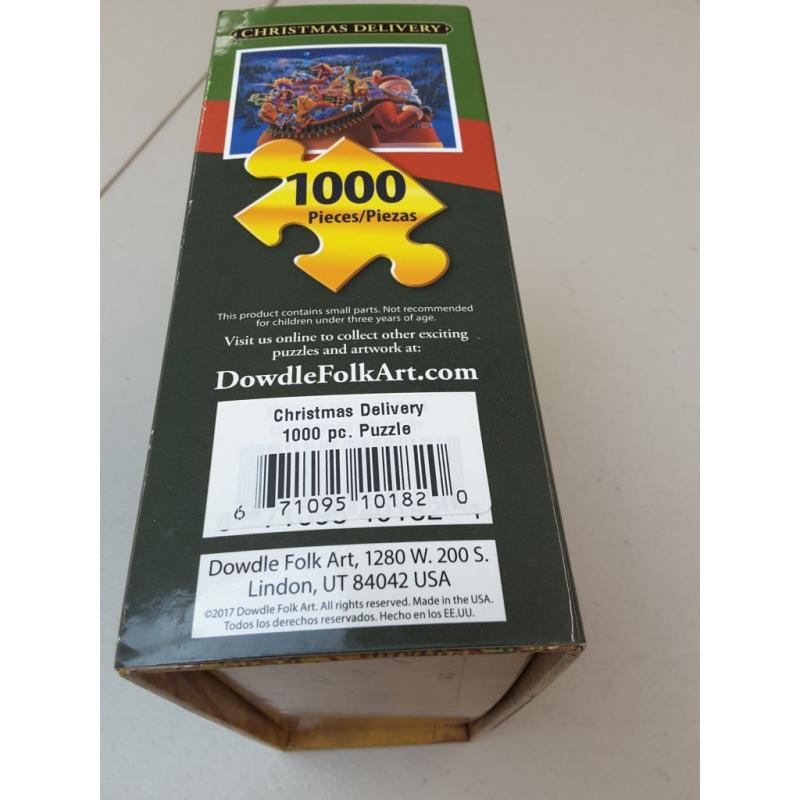 CHRISTMAS DELIVERY
1000
Pieces/Piezas
This product contains small parts. Not recommended
for children under three years of age.
Visit us online to collect other exciting
puzzles and artwork at:
DowdleFolkArt.com
Christmas Delivery
1000 pc. Puzzle
6 71095 10182 0
Dowdle Folk Art, 1280 W. 200 S.
Lindon, UT 84042 USA
©2017 Dowdle Folk Art. All rights reserved. Made in the USA.
Todos los derechos reservados. Hecho en los EE.UU.